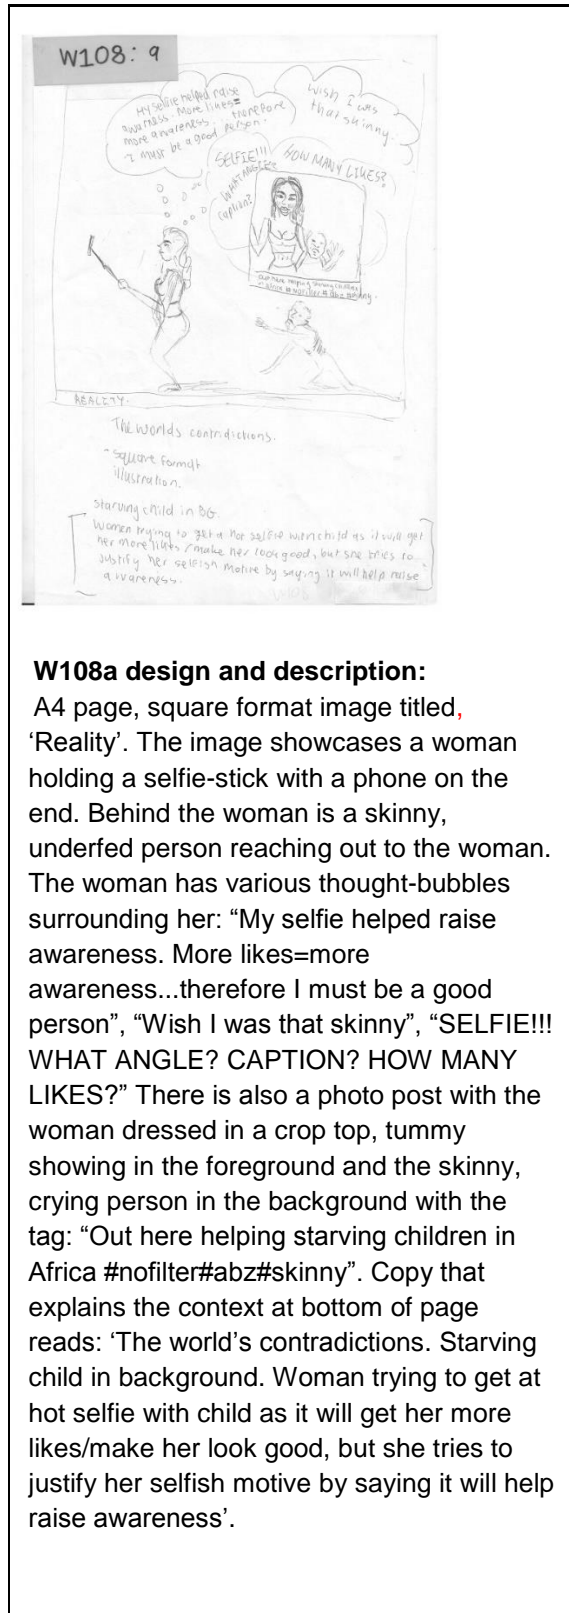 W108: 9
My selfie helped raise
awarness. More likes=
more awareness... therefore
I must be a good person.
Wish I was
that skinny.
SELFIE!!!
WHAT ANGLE?
Caption?
HOW MANY LIKES?
REALITY.
The worlds contradictions.
- Square format
illustration.
Starving child in BG.
Women trying to get a hot selfie with child as it will get
her more likes / make her look good, but she tries to
justify her selfish motive by saying it will help raise
awareness.
W108a design and description:
A4 page, square format image titled,
‘Reality’. The image showcases a woman
holding a selfie-stick with a phone on the
end. Behind the woman is a skinny,
underfed person reaching out to the woman.
The woman has various thought-bubbles
surrounding her: “My selfie helped raise
awareness. More likes=more
awareness...therefore I must be a good
person”, “Wish I was that skinny”, “SELFIE!!!
WHAT ANGLE? CAPTION? HOW MANY
LIKES?” There is also a photo post with the
woman dressed in a crop top, tummy
showing in the foreground and the skinny,
crying person in the background with the
tag: “Out here helping starving children in
Africa #nofilter#abz#skinny”. Copy that
explains the context at bottom of page
reads: ‘The world’s contradictions. Starving
child in background. Woman trying to get at
hot selfie with child as it will get her more
likes/make her look good, but she tries to
justify her selfish motive by saying it will help
raise awareness’.